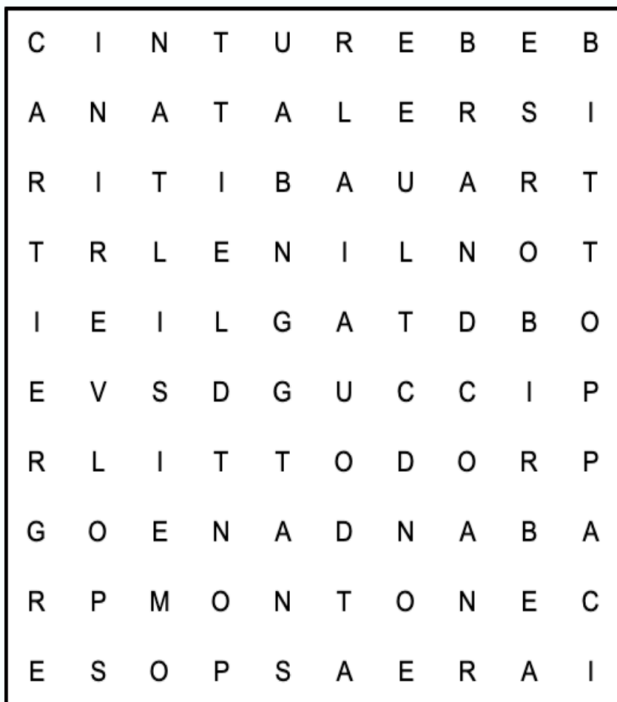 C I N T U R E B E B
A N A T A L E R S I
R I T I B A U A R T
T R L E N I L N O T
I E I L G A T D B O
E V S D G U C C I P
R L I T T O D O R P
G O E N A D N A B A
R P M O N T O N E C
E S O P S A E R A I